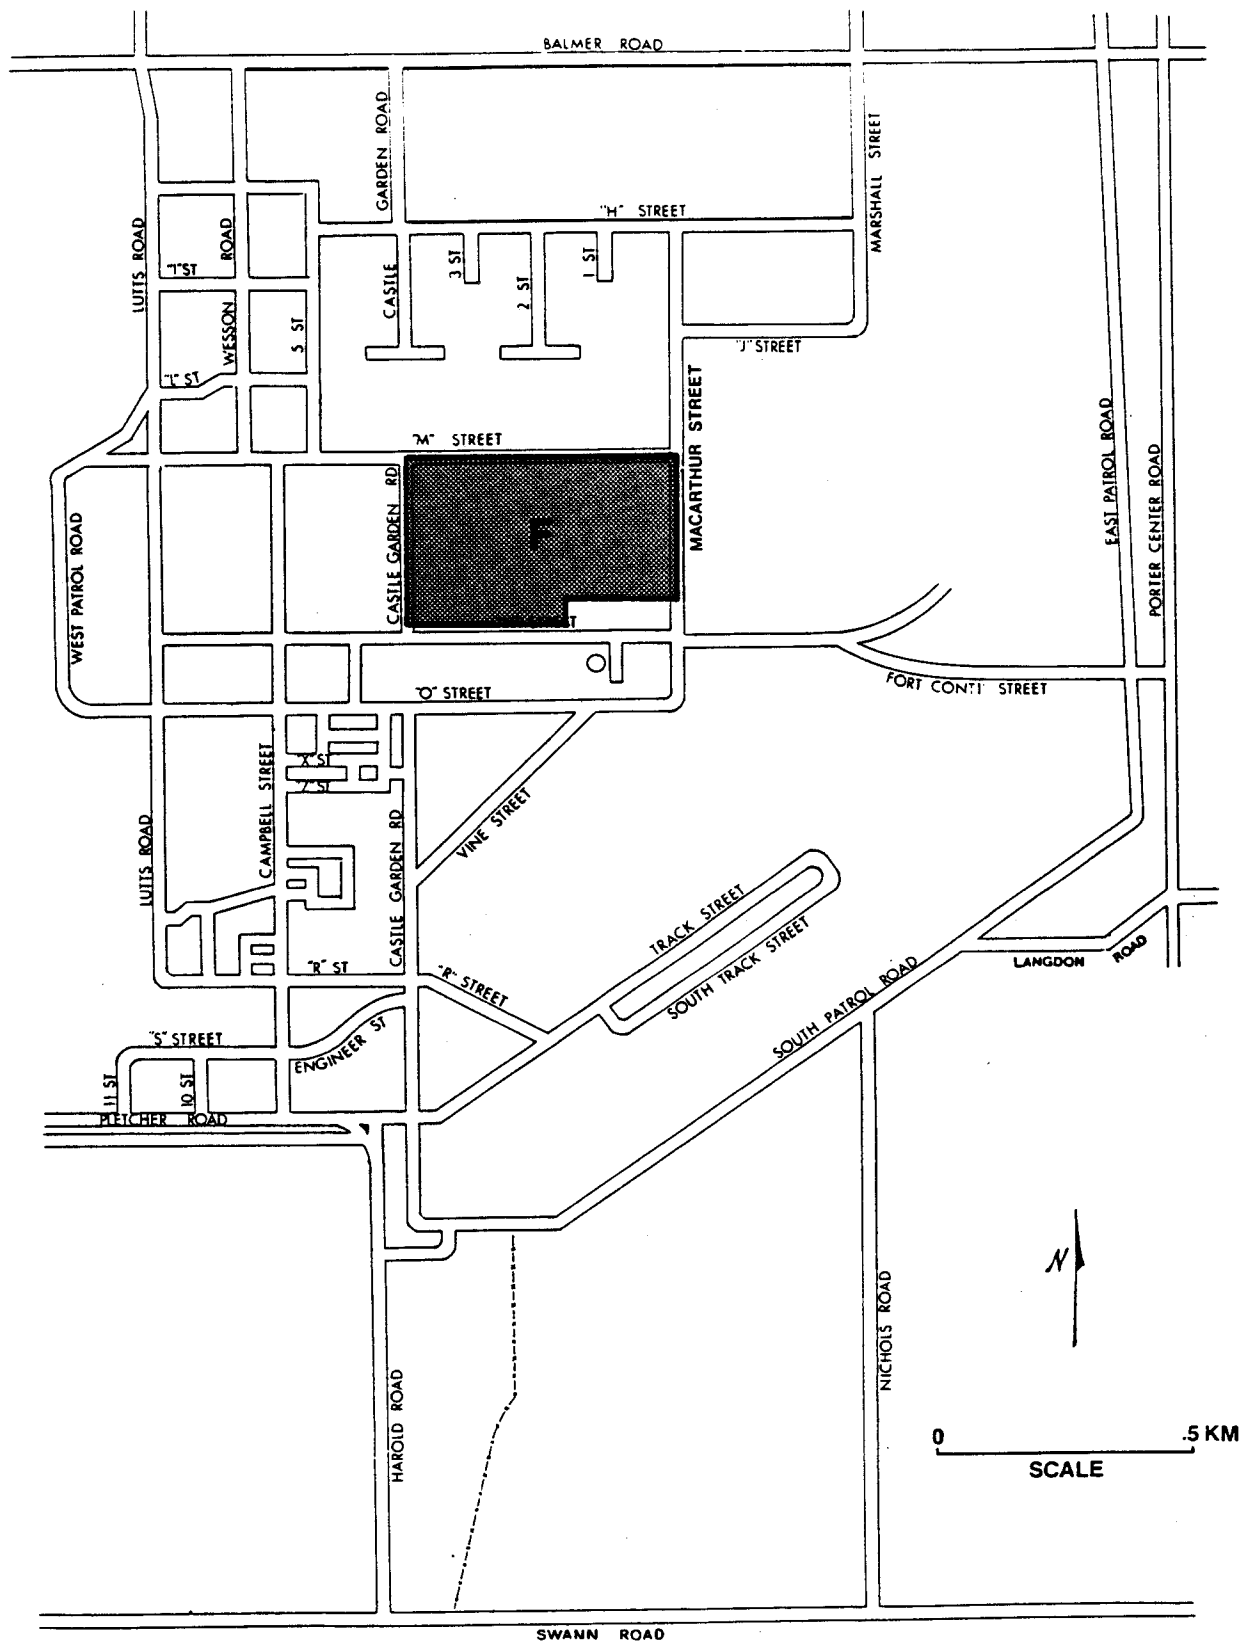 BALMER ROAD
GARDEN ROAD
MARSHALL STREET
"H" STREET
LUTTS ROAD
ROAD
"I" ST
3 ST
1 ST
CASTLE
2 ST
WESSON
5 ST
"J" STREET
"L" ST
MACARTHUR STREET
"M" STREET
EAST PATROL ROAD
PORTER CENTER ROAD
CASTLE GARDEN RD
F
WEST PATROL ROAD
STREET
"O" STREET
FORT CONTI STREET
CAMPBELL STREET
"X" ST
"Z" ST
VINE STREET
LUTTS ROAD
CASTLE GARDEN RD
TRACK STREET
SOUTH TRACK STREET
"R" ST
"R" STREET
LANGDON ROAD
SOUTH PATROL ROAD
"S" STREET
ENGINEER ST
11 ST
10 ST
PLETCHER ROAD
N
NICHOLS ROAD
HAROLD ROAD
0 .5 KM
SCALE
SWANN ROAD